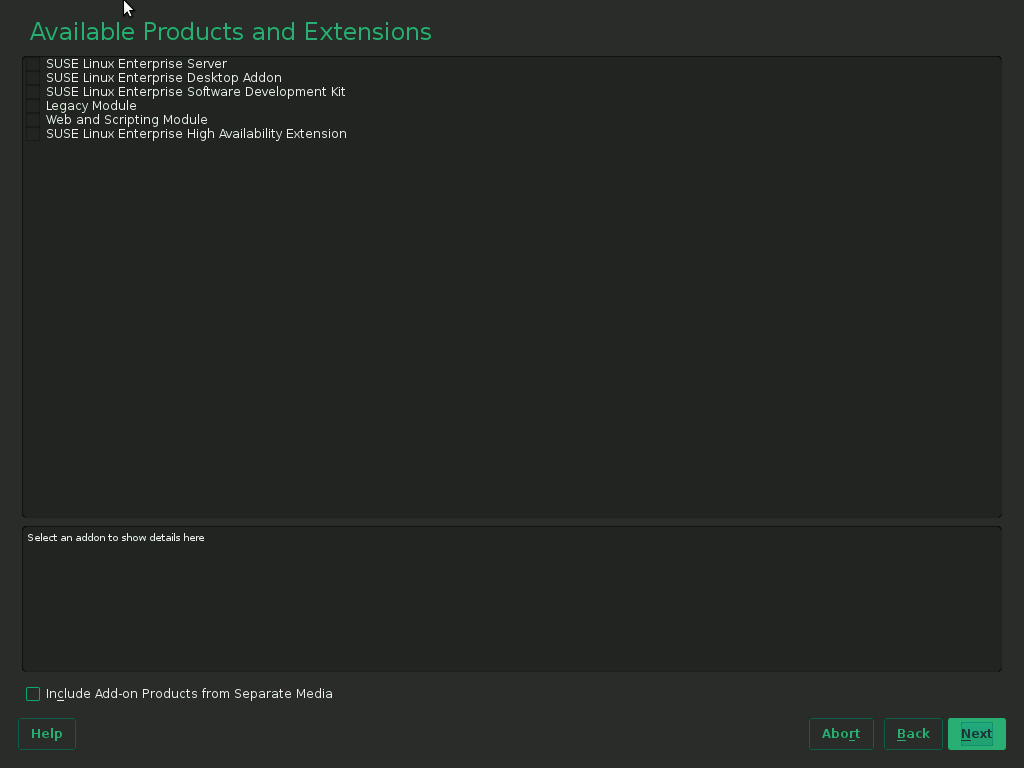 Available Products and Extensions
SUSE Linux Enterprise Server
SUSE Linux Enterprise Desktop Addon
SUSE Linux Enterprise Software Development Kit
Legacy Module
Web and Scripting Module
SUSE Linux Enterprise High Availability Extension
Select an addon to show details here
Include Add-on Products from Separate Media
Help Abort Back Next